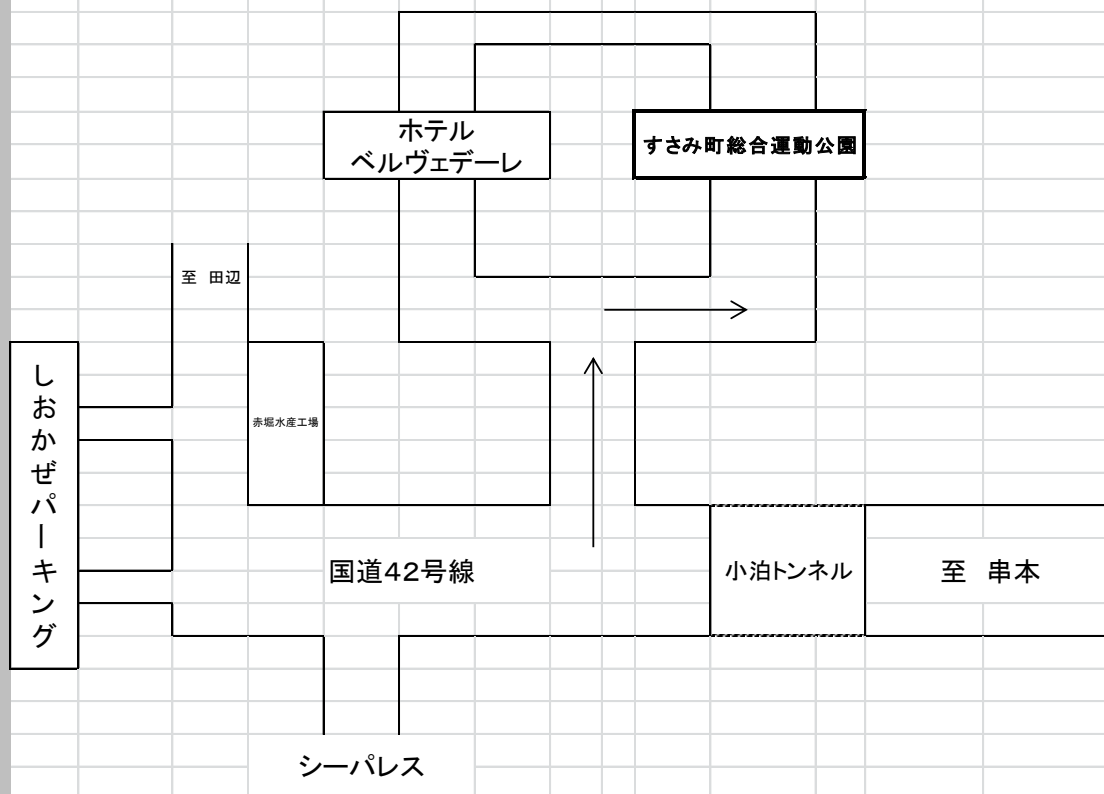 ホテル
ベルヴェデーレ
すさみ町総合運動公園
至 田辺
しおかぜパーキング
赤堀水産工場
国道42号線
小泊トンネル
至 串本
シーパレス